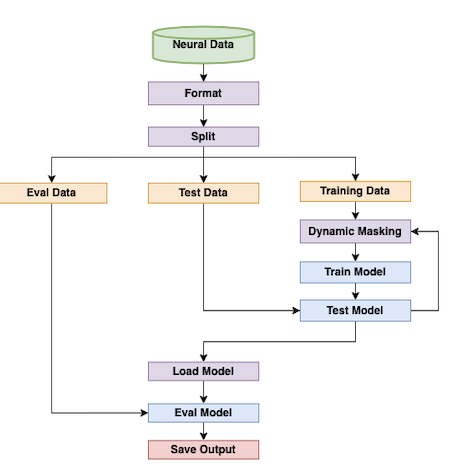 Neural Data
Format
Split
Eval Data
Test Data
Training Data
Dynamic Masking
Train Model
Test Model
Load Model
Eval Model
Save Output